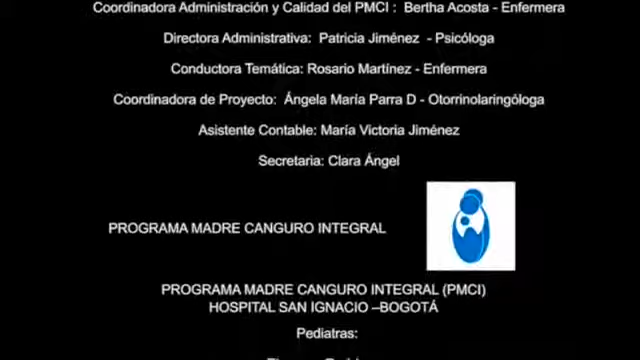 Coordinadora Administración y Calidad del PMCI : Bertha Acosta - Enfermera
Directora Administrativa: Patricia Jiménez - Psicóloga
Conductora Temática: Rosario Martínez - Enfermera
Coordinadora de Proyecto: Ángela María Parra D - Otorrinolaringóloga
Asistente Contable: María Victoria Jiménez
Secretaria: Clara Ángel
PROGRAMA MADRE CANGURO INTEGRAL
PROGRAMA MADRE CANGURO INTEGRAL (PMCI)
HOSPITAL SAN IGNACIO –BOGOTÁ
Pediatras: